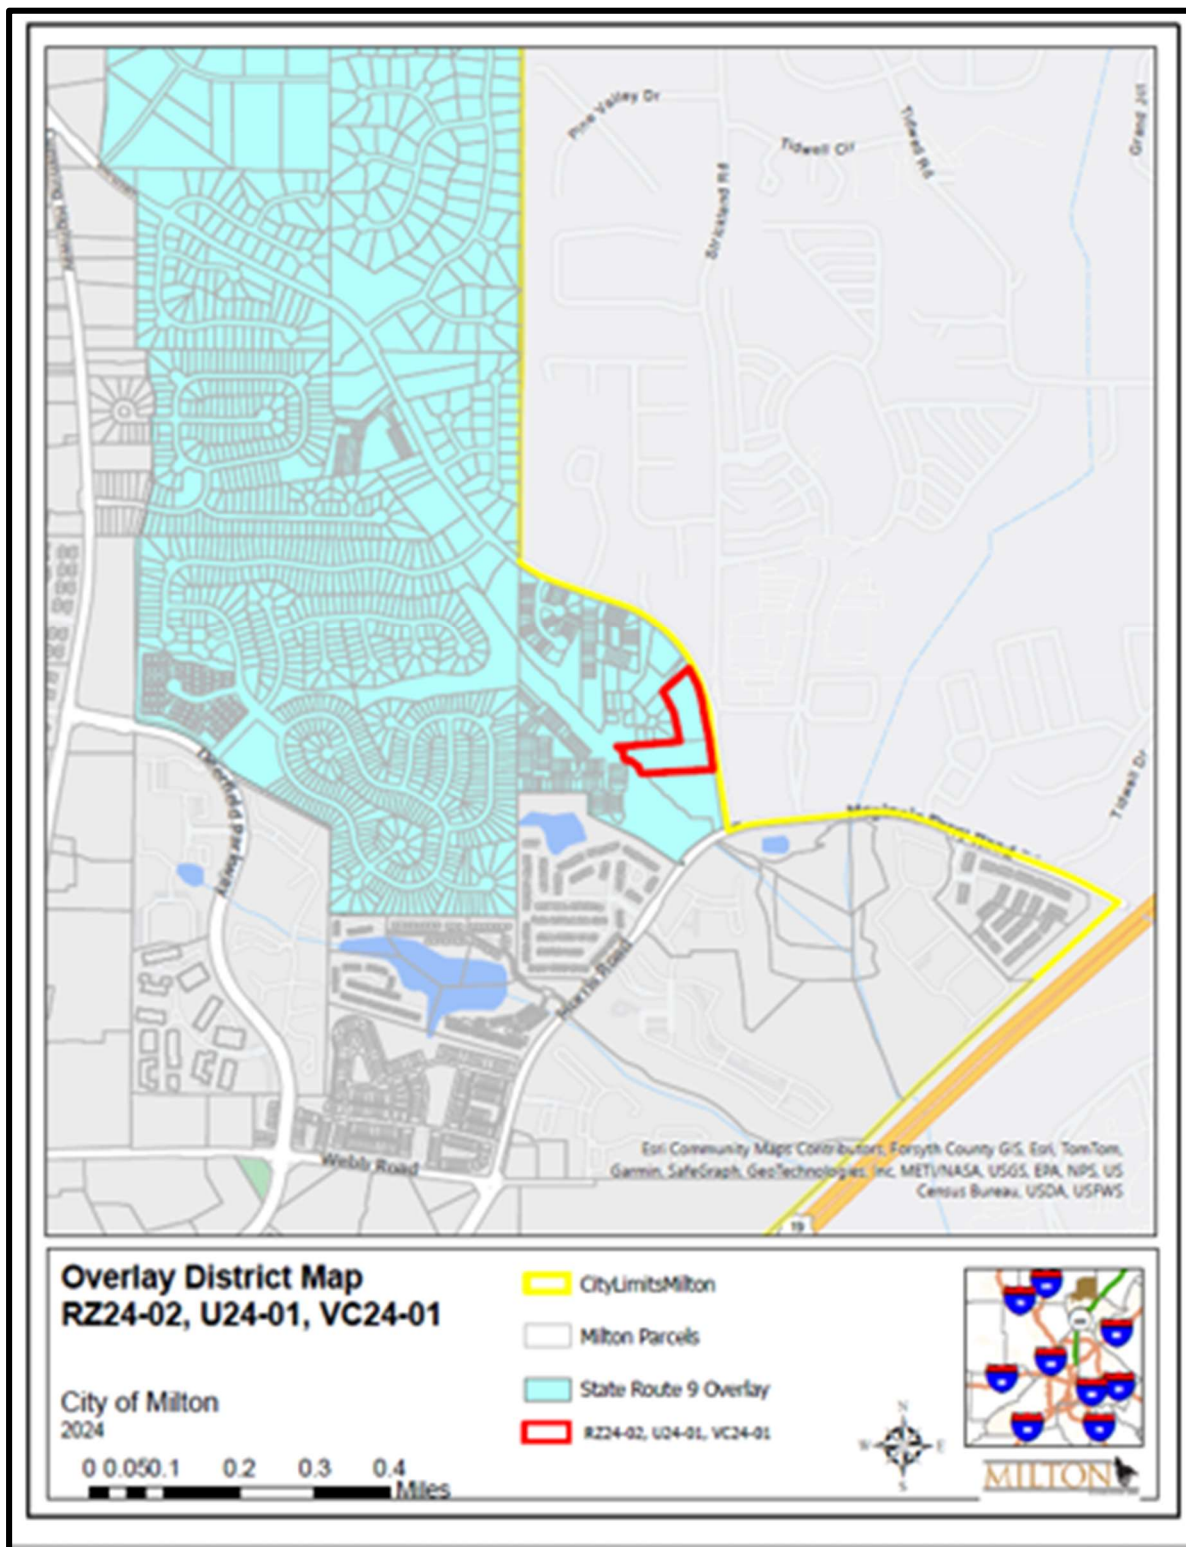 Pine Valley Dr
Tidwell Cir
Tidwell Rd
Grand Jct
Strickland Rd
Tidwell Dr
Deerfield Parkway
Morris Road
Webb Road
Esri Community Maps Contributors, Forsyth County GIS, Esri, TomTom,
Garmin, SafeGraph, GeoTechnologies, Inc, METI/NASA, USGS, EPA, NPS, US
Census Bureau, USDA, USFWS
19
Overlay District Map
RZ24-02, U24-01, VC24-01
City of Milton
2024
0 0.050.1 0.2 0.3 0.4
Miles
CityLimitsMilton
Milton Parcels
State Route 9 Overlay
RZ24-02, U24-01, VC24-01
N
W E
S
MILTON